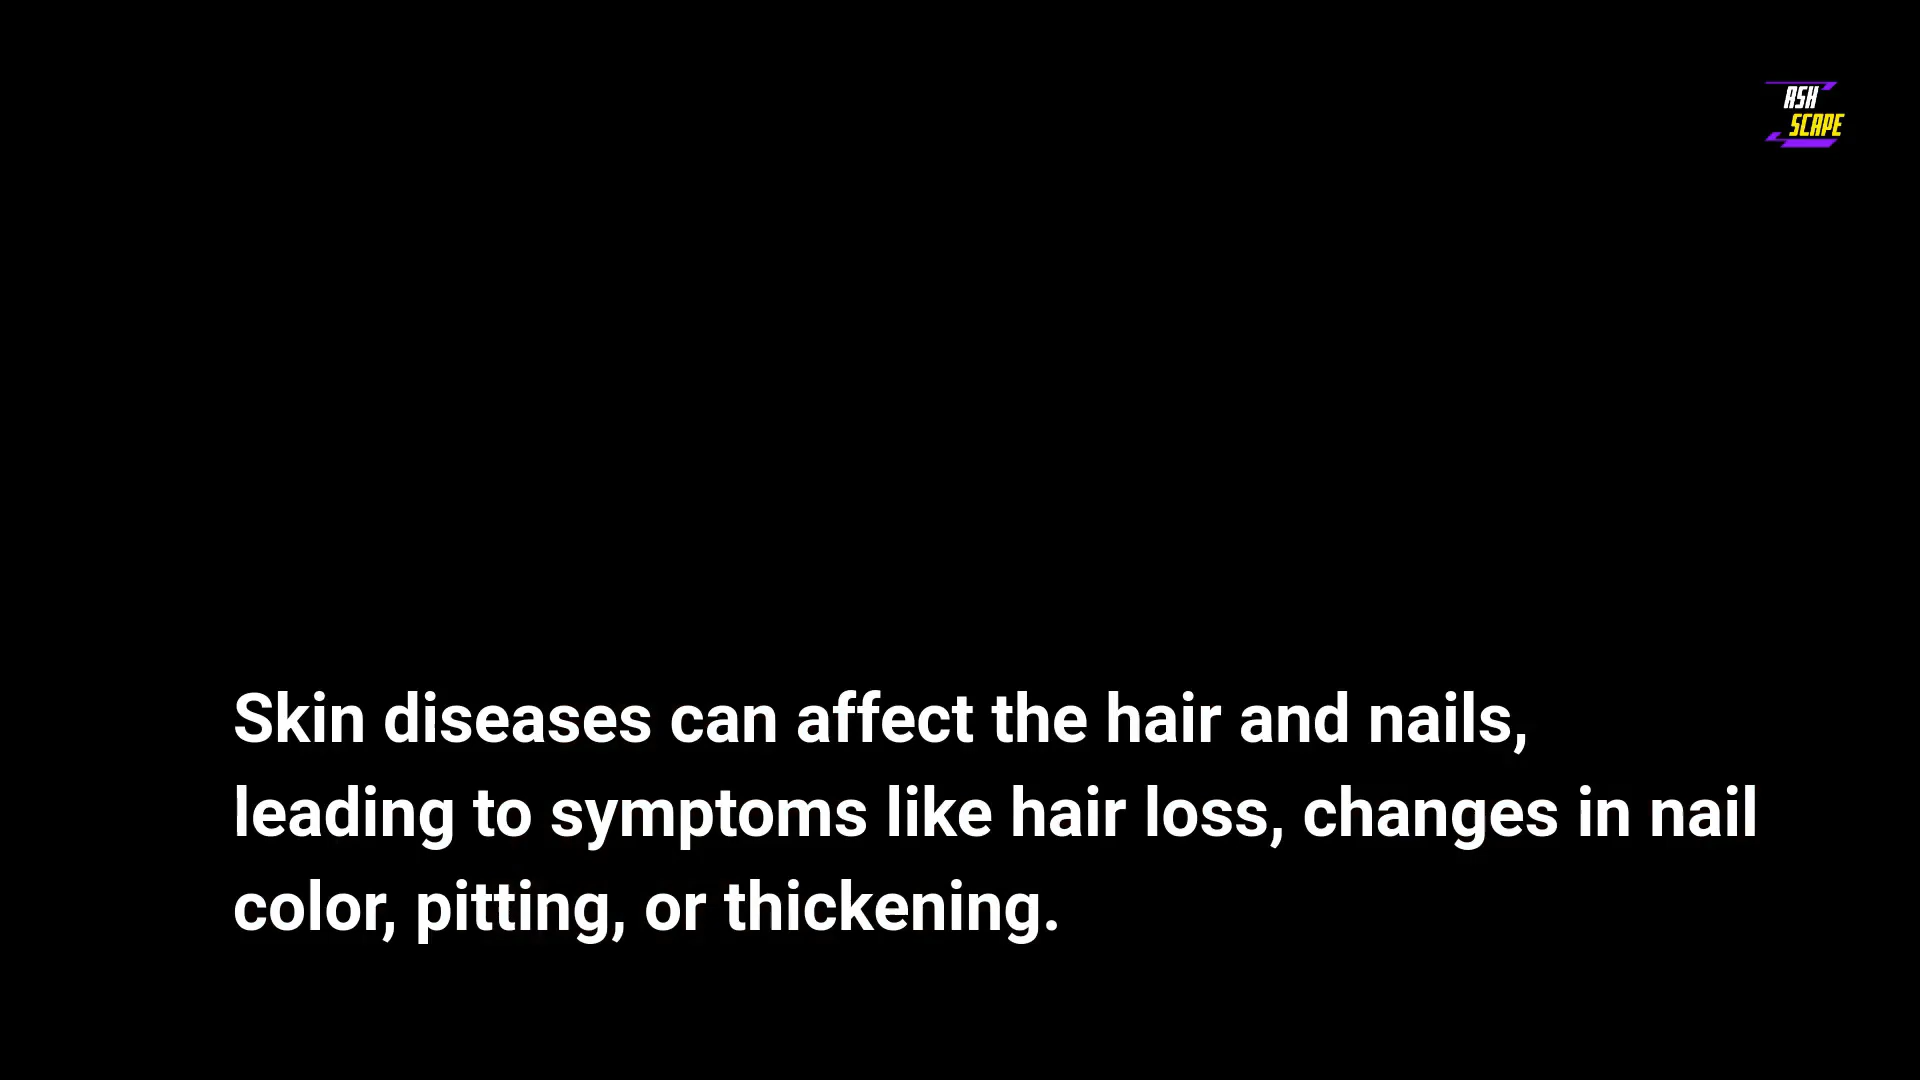 ASH
SCAPE
Skin diseases can affect the hair and nails,
leading to symptoms like hair loss, changes in nail
color, pitting, or thickening.